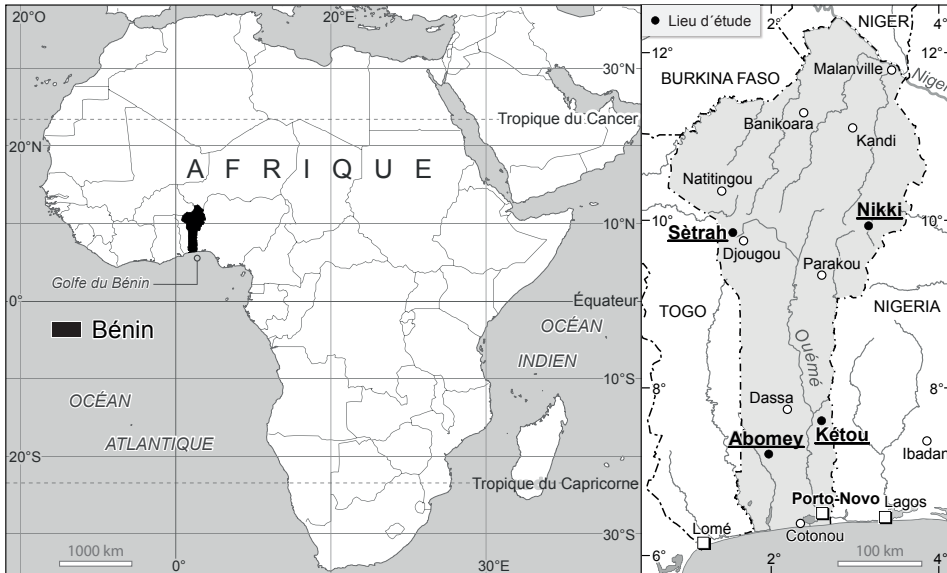 20°O
0°
20°E
30°N
Tropique du Cancer
20°N
A F R I Q U E
10°N
Golfe du Bénin
0°
Équateur
Bénin
OCÉAN
INDIEN
10°S
OCÉAN
ATLANTIQUE
20°S
Tropique du Capricorne
30°S
1000 km
0°
30°E
Lieu d´étude
2°
NIGER
4°
12°
12°
Malanville
BURKINA FASO
Niger
Banikoara
Kandi
Natitingou
Nikki
10°
10°
Sètrah
Djougou
Parakou
TOGO
NIGERIA
Ouémé
8°
8°
Dassa
Abomey
Kétou
Ibadan
Porto-Novo
Lagos
Lomé
Cotonou
6°
2°
100 km
4°